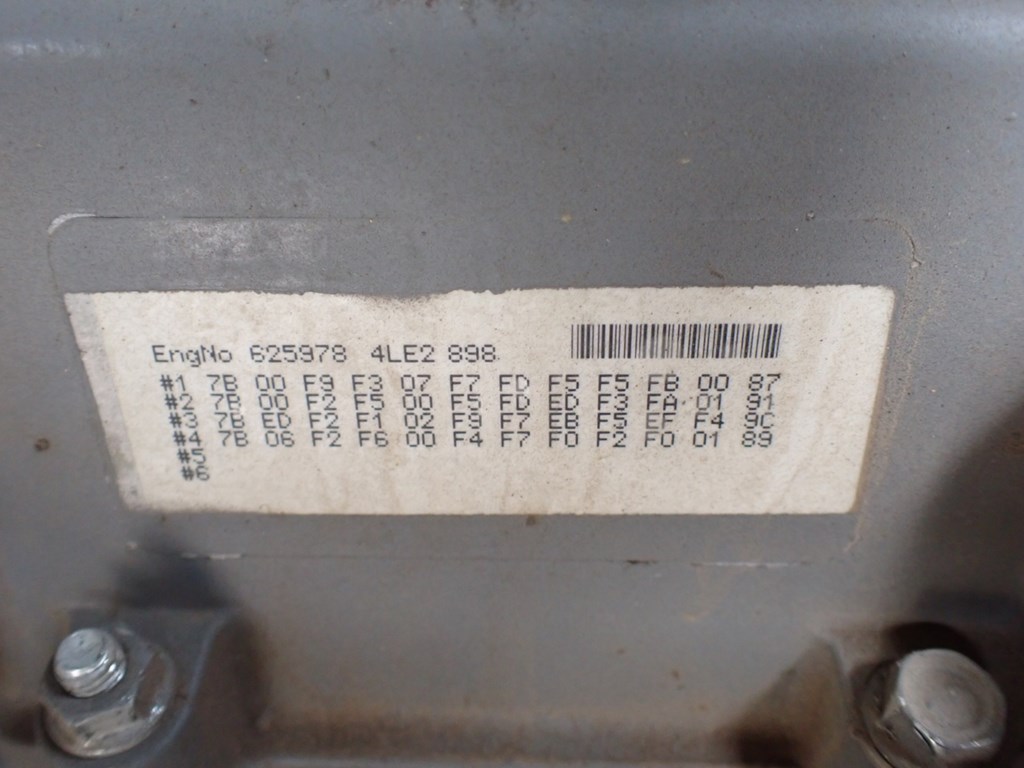 EngNo 625978 4LE2 898
#1 7B 00 F9 F3 07 F7 FD F5 F5 FB 00 87
#2 7B 00 F2 F5 00 F5 FD ED F3 FA 01 91
#3 7B ED F2 F1 02 F9 F7 EB F5 EF F4 9C
#4 7B 06 F2 F6 00 F4 F7 F0 F2 F0 01 89
#5
#6